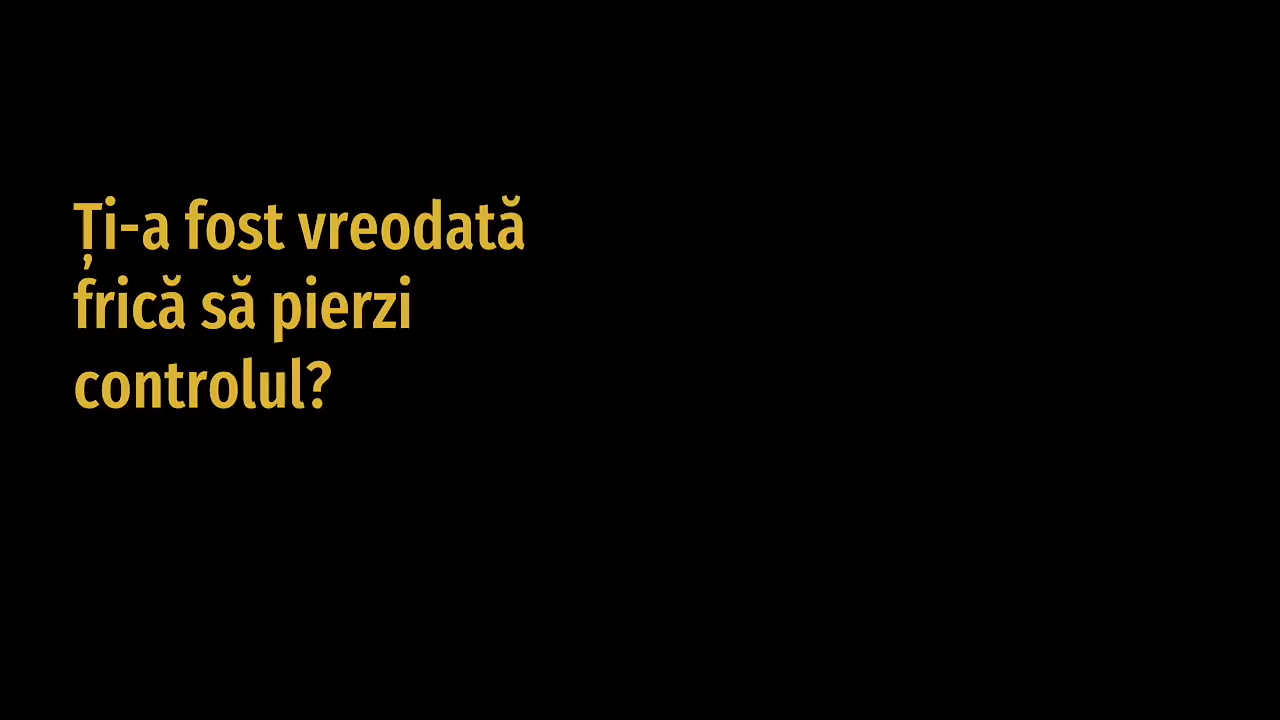 Ți-a fost vreodată
frică să pierzi
controlul?